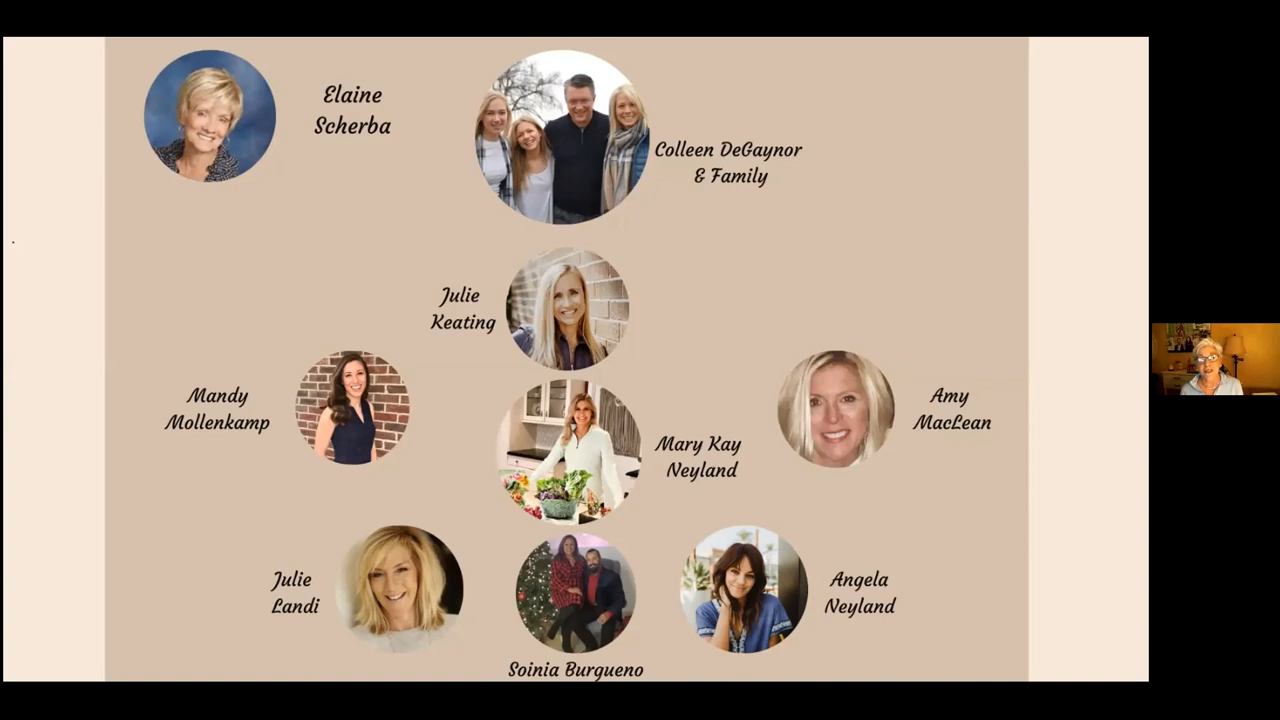 Elaine
Scherba
Colleen DeGaynor
& Family
Julie
Keating
Mandy
Mollenkamp
Mary Kay
Neyland
Amy
MacLean
Julie
Landi
Angela
Neyland
Soinia Burgueno